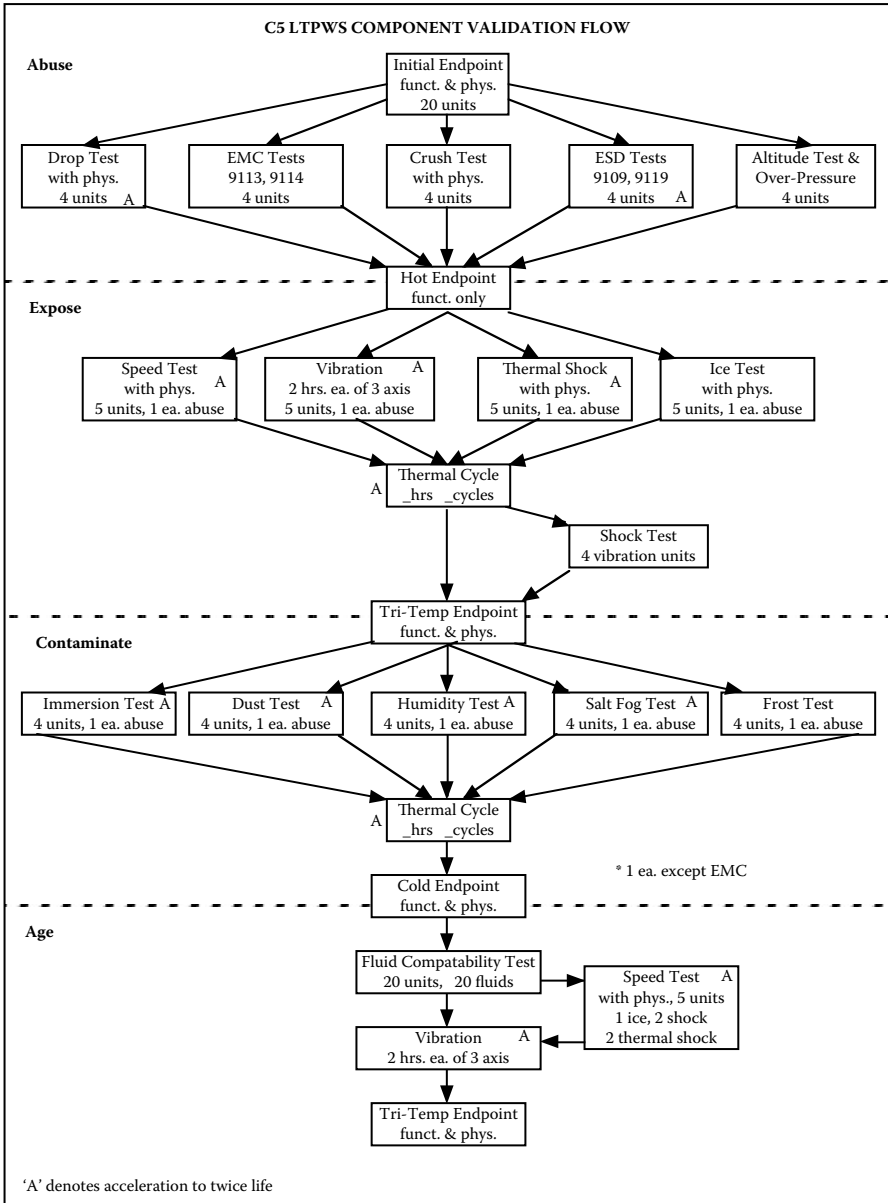 C5 LTPWS COMPONENT VALIDATION FLOW
Abuse
Initial Endpoint
funct. & phys.
20 units
Drop Test
with phys.
4 units A
EMC Tests
9113, 9114
4 units
Crush Test
with phys.
4 units
ESD Tests
9109, 9119
4 units A
Altitude Test &
Over-Pressure
4 units
Hot Endpoint
funct. only
Expose
Speed Test
with phys. A
5 units, 1 ea. abuse
Vibration A
2 hrs. ea. of 3 axis
5 units, 1 ea. abuse
Thermal Shock
with phys. A
5 units, 1 ea. abuse
Ice Test
with phys.
5 units, 1 ea. abuse
Thermal Cycle
A _hrs _cycles
Shock Test
4 vibration units
Tri-Temp Endpoint
funct. & phys.
Contaminate
Immersion Test A
4 units, 1 ea. abuse
Dust Test A
4 units, 1 ea. abuse
Humidity Test A
4 units, 1 ea. abuse
Salt Fog Test A
4 units, 1 ea. abuse
Frost Test
4 units, 1 ea. abuse
Thermal Cycle
A _hrs _cycles
* 1 ea. except EMC
Cold Endpoint
funct. & phys.
Age
Fluid Compatability Test
20 units, 20 fluids
Speed Test A
with phys., 5 units
1 ice, 2 shock
2 thermal shock
Vibration A
2 hrs. ea. of 3 axis
Tri-Temp Endpoint
funct. & phys.
'A' denotes acceleration to twice life